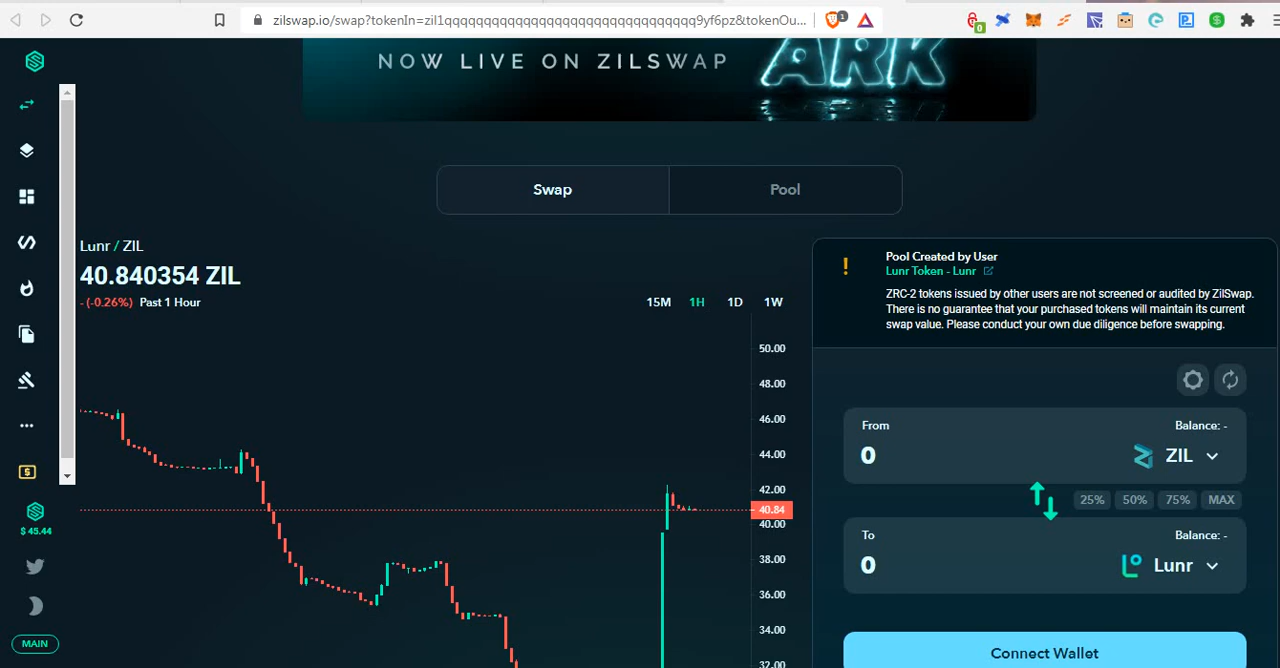 zilswap.io/swap?tokenIn=zil1qqqqqqqqqqqqqqqqqqqqqqqqqqqqqqqq9yf6pz&tokenOu...
1
0
NOW LIVE ON ZILSWAP
ARK
Swap
Pool
Lunr / ZIL
40.840354 ZIL
- (-0.26%) Past 1 Hour
15M 1H 1D 1W
50.00
48.00
46.00
44.00
42.00
40.84
40.00
38.00
36.00
34.00
32.00
Pool Created by User
Lunr Token - Lunr
ZRC-2 tokens issued by other users are not screened or audited by ZilSwap.
There is no guarantee that your purchased tokens will maintain its current
swap value. Please conduct your own due diligence before swapping.
From
Balance: -
0
ZIL
25% 50% 75% MAX
To
Balance: -
0
Lunr
Connect Wallet
$ 45.44
MAIN